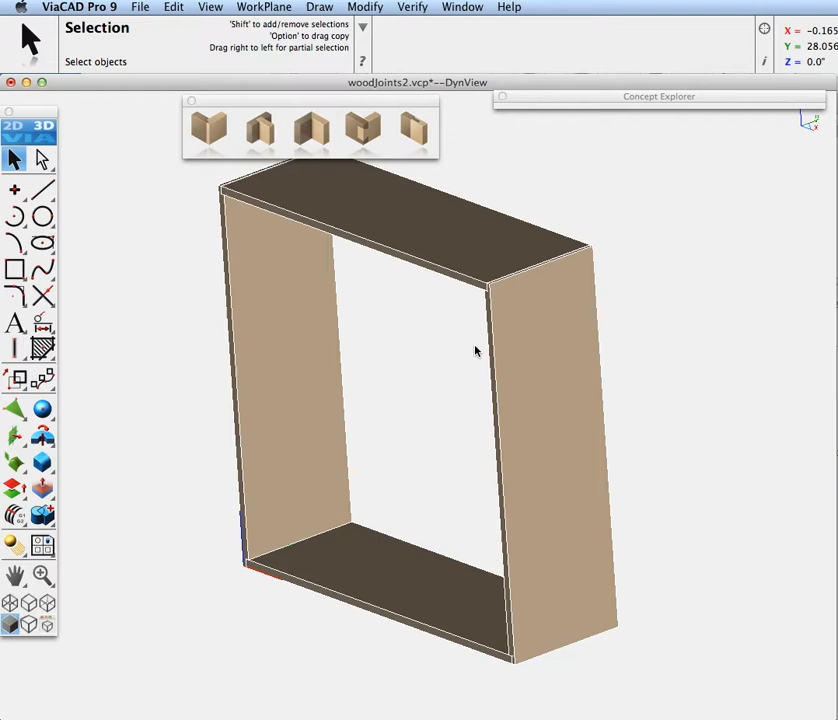 ViaCAD Pro 9 File Edit View WorkPlane Draw Modify Verify Window Help
Selection
'Shift' to add/remove selections
'Option' to drag copy
Drag right to left for partial selection
Select objects
?
i
X = -0.165
Y = 28.056
Z = 0.0"
woodJoints2.vcp*--DynView
Concept Explorer
2D 3D
VIA
A
G1
G2
X